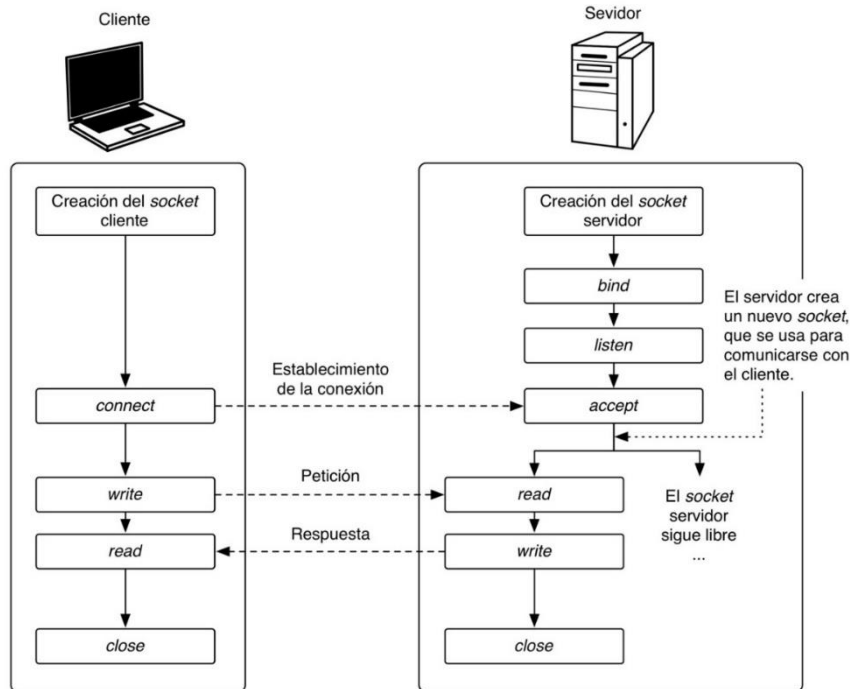 Cliente
Sevidor
Creación del socket
cliente
Creación del socket
servidor
bind
El servidor crea
un nuevo socket,
que se usa para
comunicarse con
el cliente.
listen
Establecimiento
de la conexión
connect
accept
Petición
write
read
El socket
servidor
sigue libre
...
Respuesta
read
write
close
close